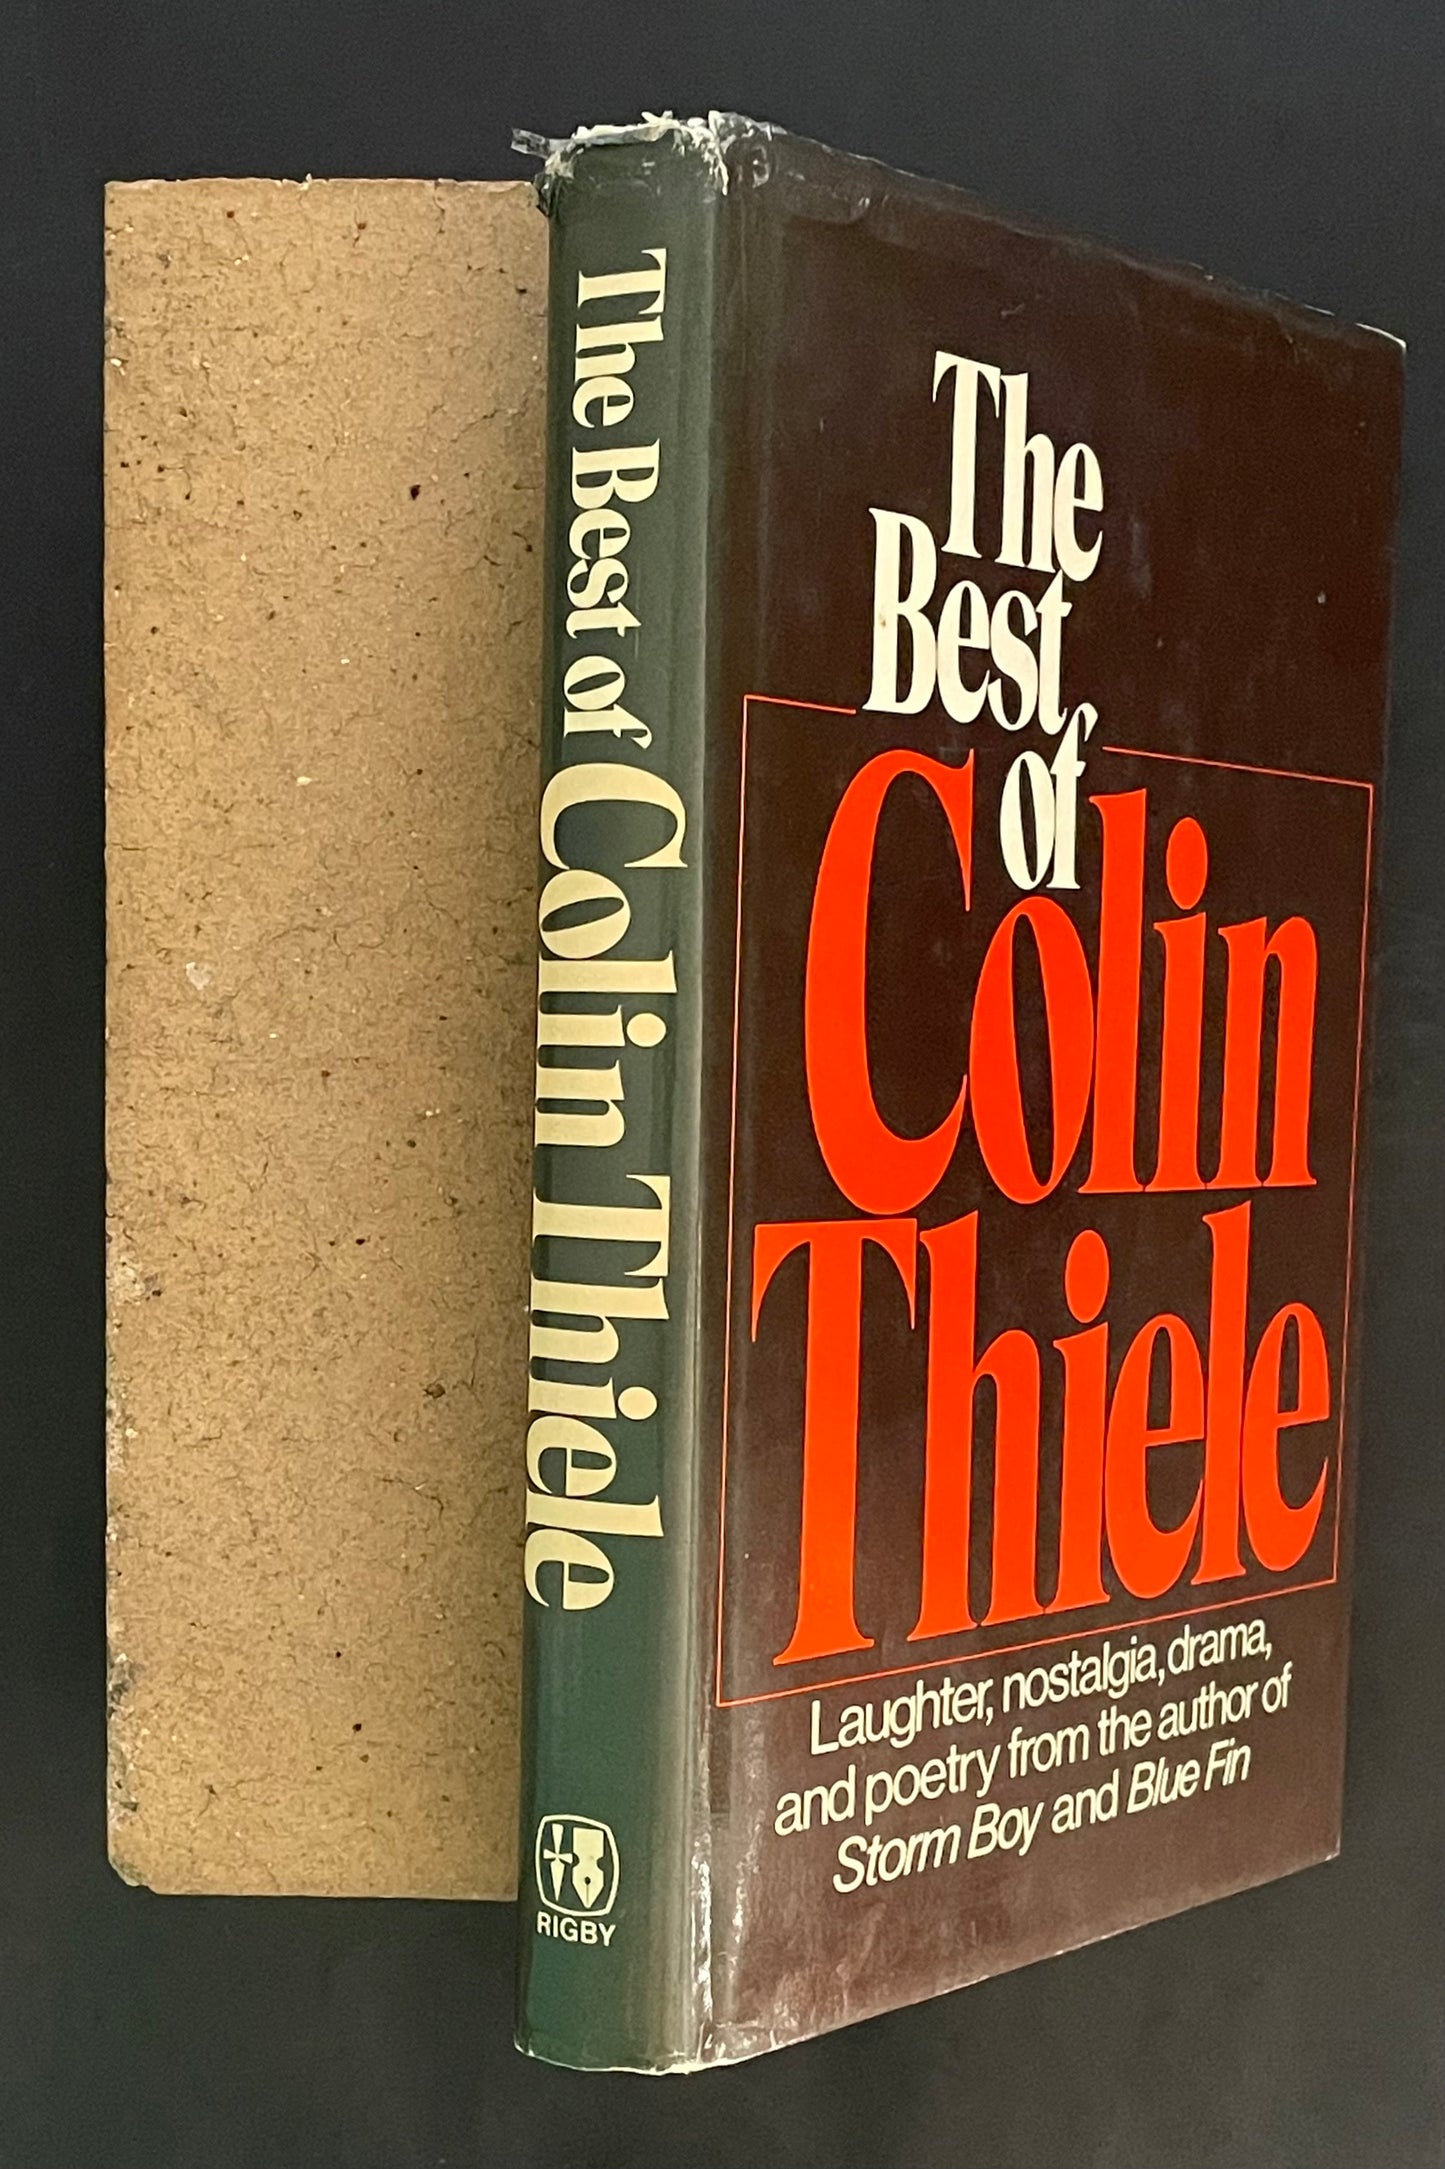 The Best of Colin Thiele
RIGBY
The
Best
of
Colin
Thiele
Laughter, nostalgia, drama,
and poetry from the author of
Storm Boy and Blue Fin